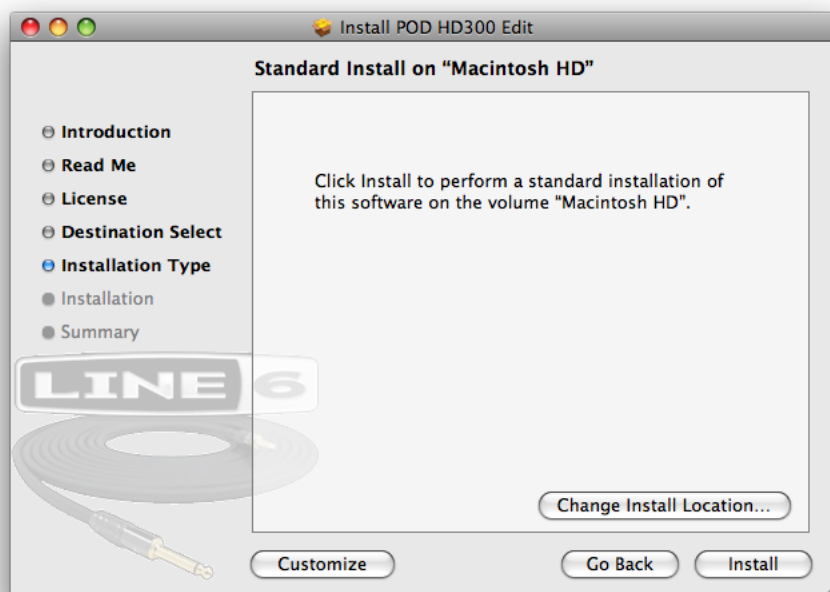 Install POD HD300 Edit
Standard Install on “Macintosh HD”
Introduction
Read Me
License
Destination Select
Installation Type
Installation
Summary
Click Install to perform a standard installation of
this software on the volume “Macintosh HD”.
LINE 6
Change Install Location...
Customize
Go Back
Install